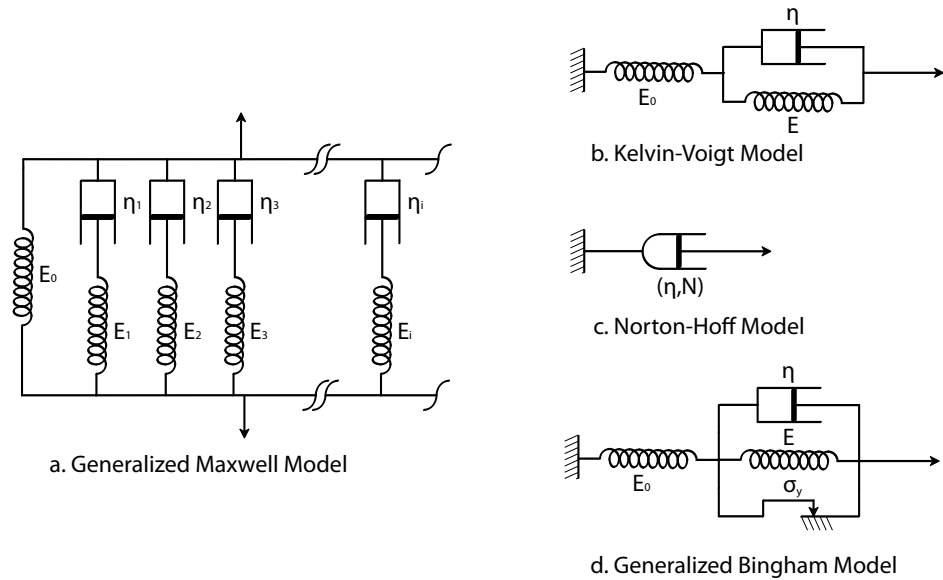 E₀
η₁
η₂
η₃
ηᵢ
E₁
E₂
E₃
Eᵢ
a. Generalized Maxwell Model
η
E₀
E
b. Kelvin-Voigt Model
(η,N)
c. Norton-Hoff Model
η
E
E₀
σᵧ
d. Generalized Bingham Model